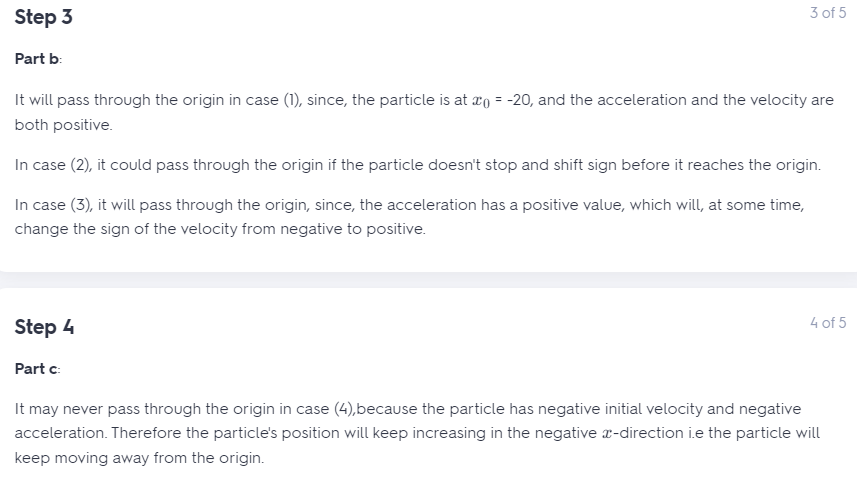 Step 3
3 of 5
Part b:
It will pass through the origin in case (1), since, the particle is at x₀ = -20, and the acceleration and the velocity are
both positive.
In case (2), it could pass through the origin if the particle doesn't stop and shift sign before it reaches the origin.
In case (3), it will pass through the origin, since, the acceleration has a positive value, which will, at some time,
change the sign of the velocity from negative to positive.
Step 4
4 of 5
Part c:
It may never pass through the origin in case (4),because the particle has negative initial velocity and negative
acceleration. Therefore the particle's position will keep increasing in the negative x-direction i.e the particle will
keep moving away from the origin.